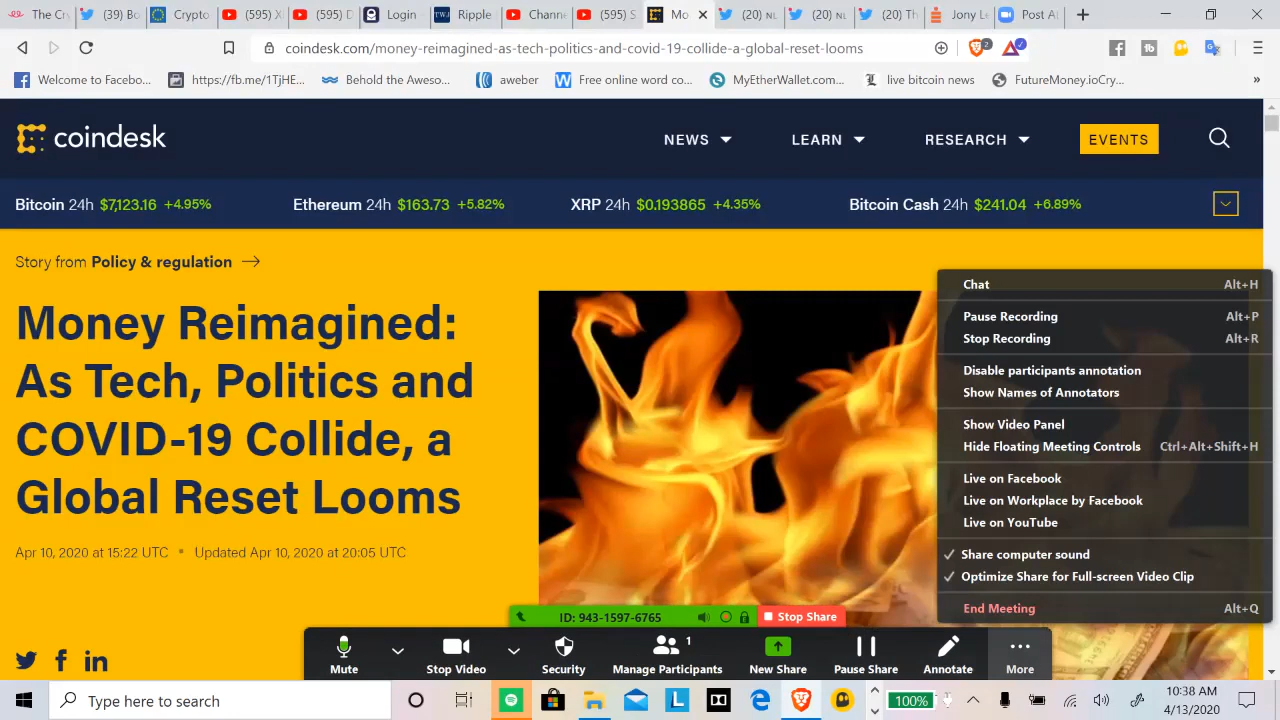 The Cr
(39) Bo
Crypto
(595) X
(595) D
Login -
TWJ
Ripple
Chann
(595) S
Mo
(20) NL
(20) NL
(20) Th
Jony Le
Post At
coindesk.com/money-reimagined-as-tech-politics-and-covid-19-collide-a-global-reset-looms
2
Welcome to Facebo...
https://fb.me/1TjHE...
Behold the Aweso...
aweber
Free online word co...
MyEtherWallet.com...
live bitcoin news
FutureMoney.ioCry...
»
coindesk
NEWS
LEARN
RESEARCH
EVENTS
Bitcoin 24h $7,123.16 +4.95%
Ethereum 24h $163.73 +5.82%
XRP 24h $0.193865 +4.35%
Bitcoin Cash 24h $241.04 +6.89%
Story from Policy & regulation
Money Reimagined:
As Tech, Politics and
COVID-19 Collide, a
Global Reset Looms
Apr 10, 2020 at 15:22 UTC • Updated Apr 10, 2020 at 20:05 UTC
Chat Alt+H
Pause Recording Alt+P
Stop Recording Alt+R
Disable participants annotation
Show Names of Annotators
Show Video Panel
Hide Floating Meeting Controls Ctrl+Alt+Shift+H
Live on Facebook
Live on Workplace by Facebook
Live on YouTube
Share computer sound
Optimize Share for Full-screen Video Clip
End Meeting Alt+Q
ID: 943-1597-6765
Stop Share
Mute
Stop Video
Security
Manage Participants
1
New Share
Pause Share
Annotate
More
Type here to search
100%
10:38 AM
4/13/2020